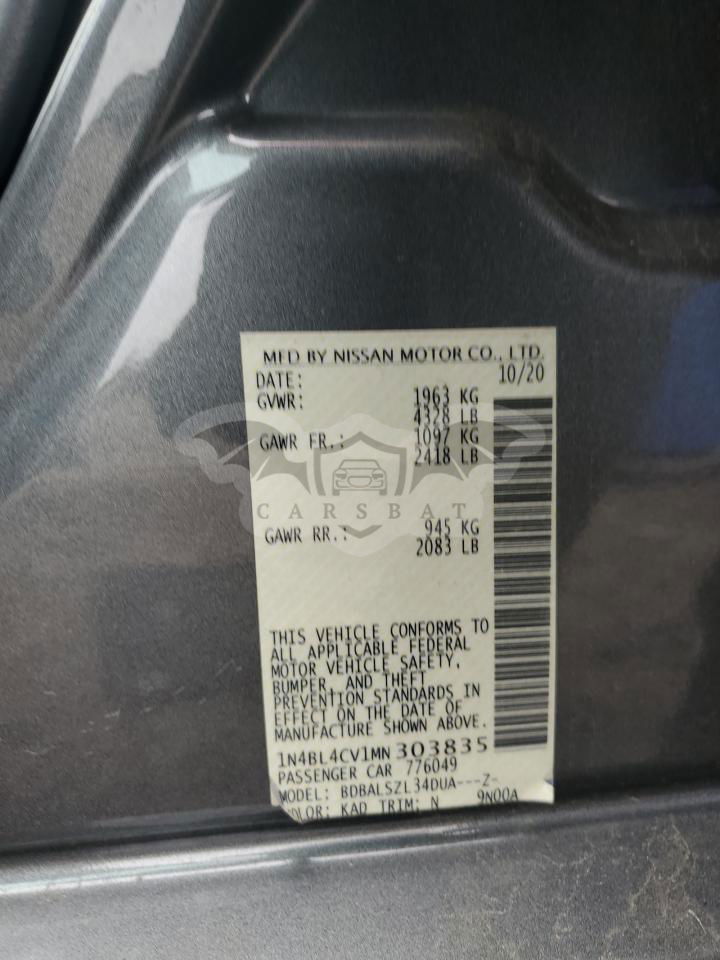 MFD BY NISSAN MOTOR CO., LTD.
DATE: 10/20
GVWR: 1963 KG
4328 LB
GAWR FR.: 1097 KG
2418 LB
CARSBAT
GAWR RR.: 945 KG
2083 LB
THIS VEHICLE CONFORMS TO
ALL APPLICABLE FEDERAL
MOTOR VEHICLE SAFETY,
BUMPER, AND THEFT
PREVENTION STANDARDS IN
EFFECT ON THE DATE OF
MANUFACTURE SHOWN ABOVE.
1N4BL4CV1MN 303835
PASSENGER CAR 776049
MODEL: BDBALSZL34DUA---Z-
COLOR: KAD TRIM: N 9N00A